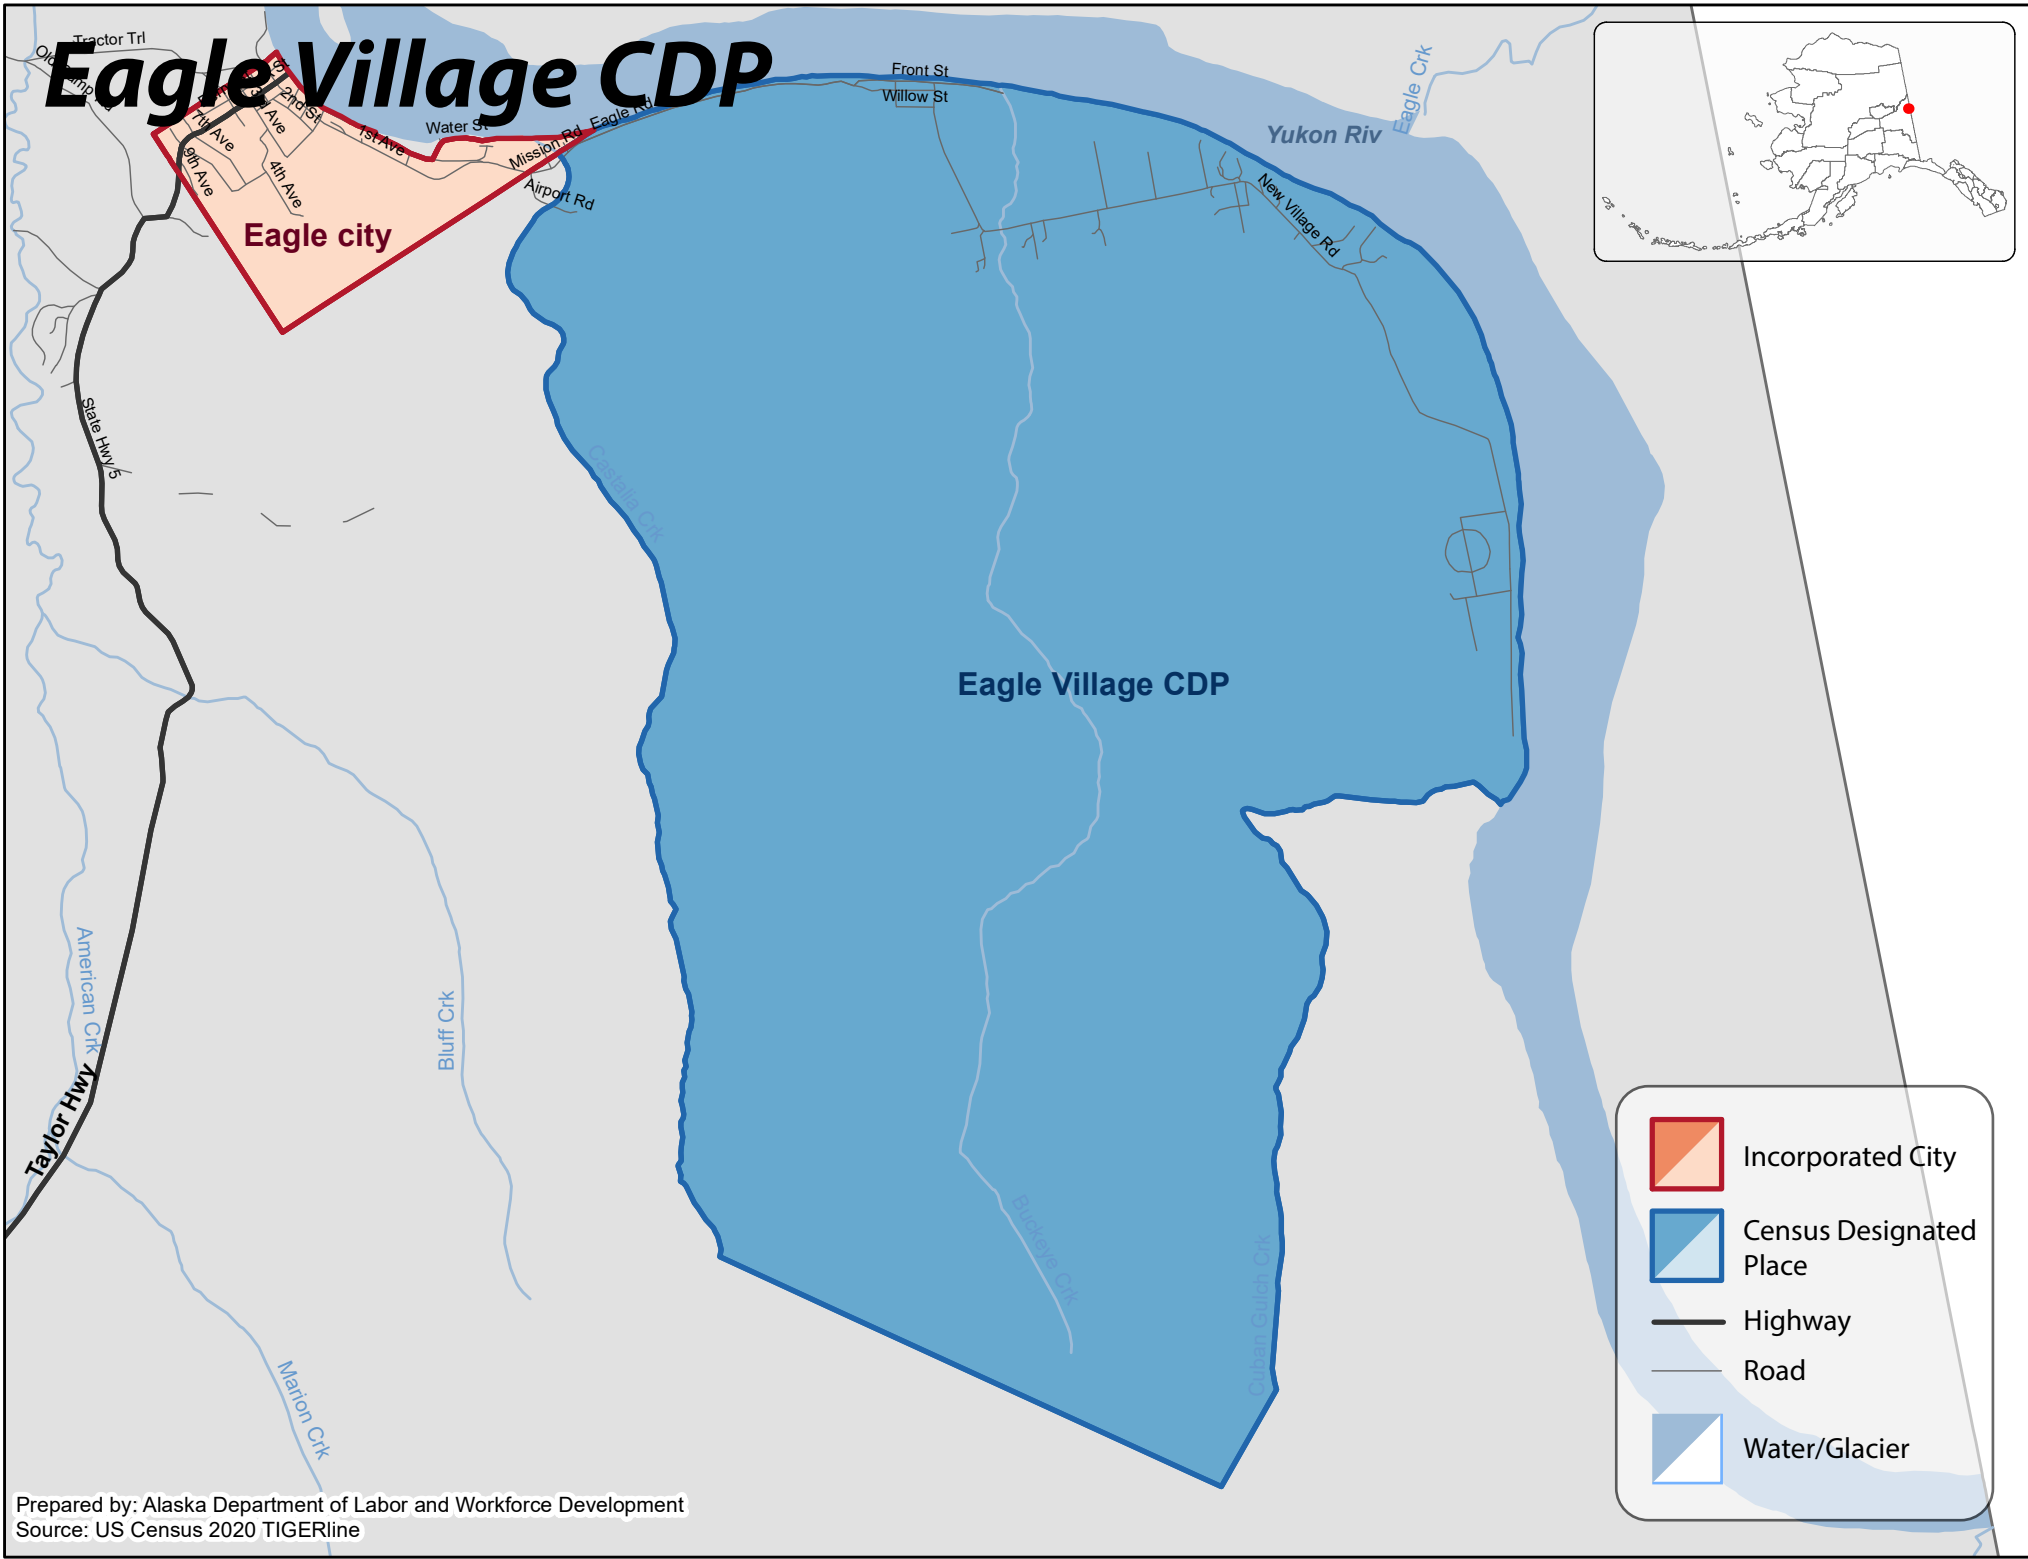 Eagle Village CDP
Tractor Trl
2nd St
3rd Ave
7th Ave
9th Ave
4th Ave
1st Ave
Water St
Mission Rd
Eagle Rd
Airport Rd
Front St
Willow St
New Village Rd
Yukon Riv
Eagle Crk
Eagle city
State Hwy 5
Castalia Crk
Eagle Village CDP
American Crk
Bluff Crk
Taylor Hwy
Buckeye Crk
Cuban Gulch Crk
Marion Crk
Incorporated City
Census Designated
Place
Highway
Road
Water/Glacier
Prepared by: Alaska Department of Labor and Workforce Development
Source: US Census 2020 TIGERline